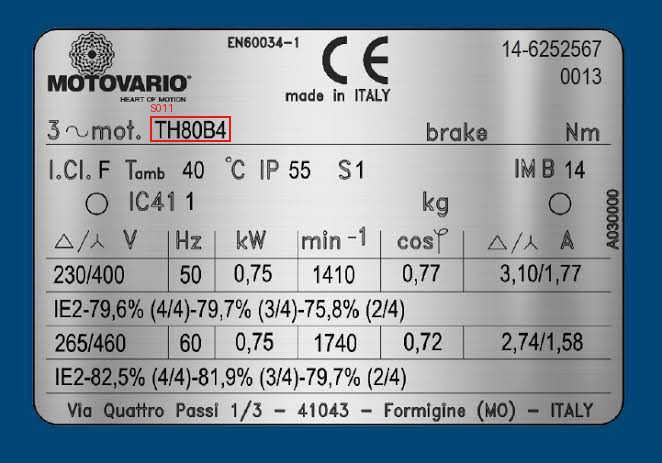 EN60034-1
CE
14-6252567
0013
MOTOVARIO®
HEART OF MOTION
made in ITALY
S011
3~mot. TH80B4 brake Nm
I.Cl. F Tamb 40 °C IP 55 S1 IM B 14
IC41 1 kg
A030000
△/⅄ V Hz kW min-1 cosφ △/⅄ A
230/400 50 0,75 1410 0,77 3,10/1,77
IE2-79,6% (4/4)-79,7% (3/4)-75,8% (2/4)
265/460 60 0,75 1740 0,72 2,74/1,58
IE2-82,5% (4/4)-81,9% (3/4)-79,7% (2/4)
Via Quattro Passi 1/3 - 41043 - Formigine (MO) - ITALY